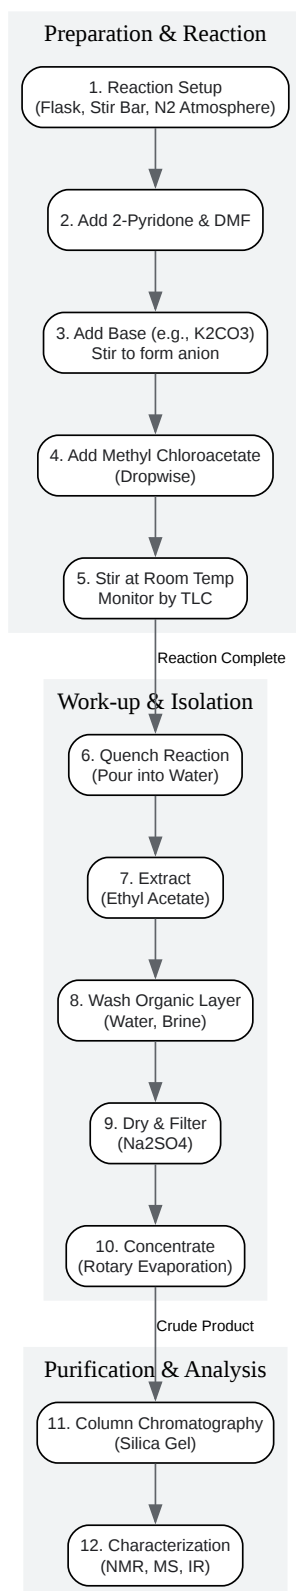 Preparation & Reaction
1. Reaction Setup
(Flask, Stir Bar, N2 Atmosphere)
2. Add 2-Pyridone & DMF
3. Add Base (e.g., K2CO3)
Stir to form anion
4. Add Methyl Chloroacetate
(Dropwise)
5. Stir at Room Temp
Monitor by TLC
Reaction Complete
Work-up & Isolation
6. Quench Reaction
(Pour into Water)
7. Extract
(Ethyl Acetate)
8. Wash Organic Layer
(Water, Brine)
9. Dry & Filter
(Na2SO4)
10. Concentrate
(Rotary Evaporation)
Crude Product
Purification & Analysis
11. Column Chromatography
(Silica Gel)
12. Characterization
(NMR, MS, IR)